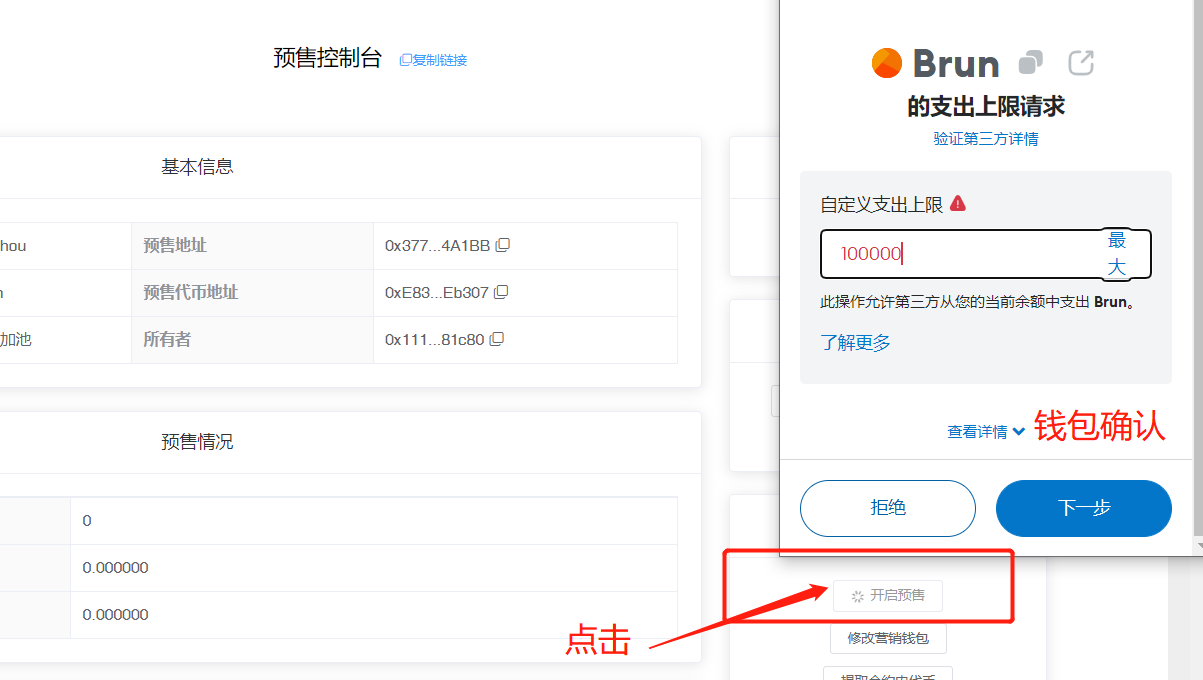 预售控制台
复制链接
基本信息
hou
预售地址
0x377...4A1BB
预售代币地址
0xE83...Eb307
加池
所有者
0x111...81c80
预售情况
0
0.000000
0.000000
Brun
的支出上限请求
验证第三方详情
自定义支出上限
100000
最
大
此操作允许第三方从您的当前余额中支出 Brun。
了解更多
查看详情
钱包确认
拒绝
下一步
开启预售
点击
修改营销钱包